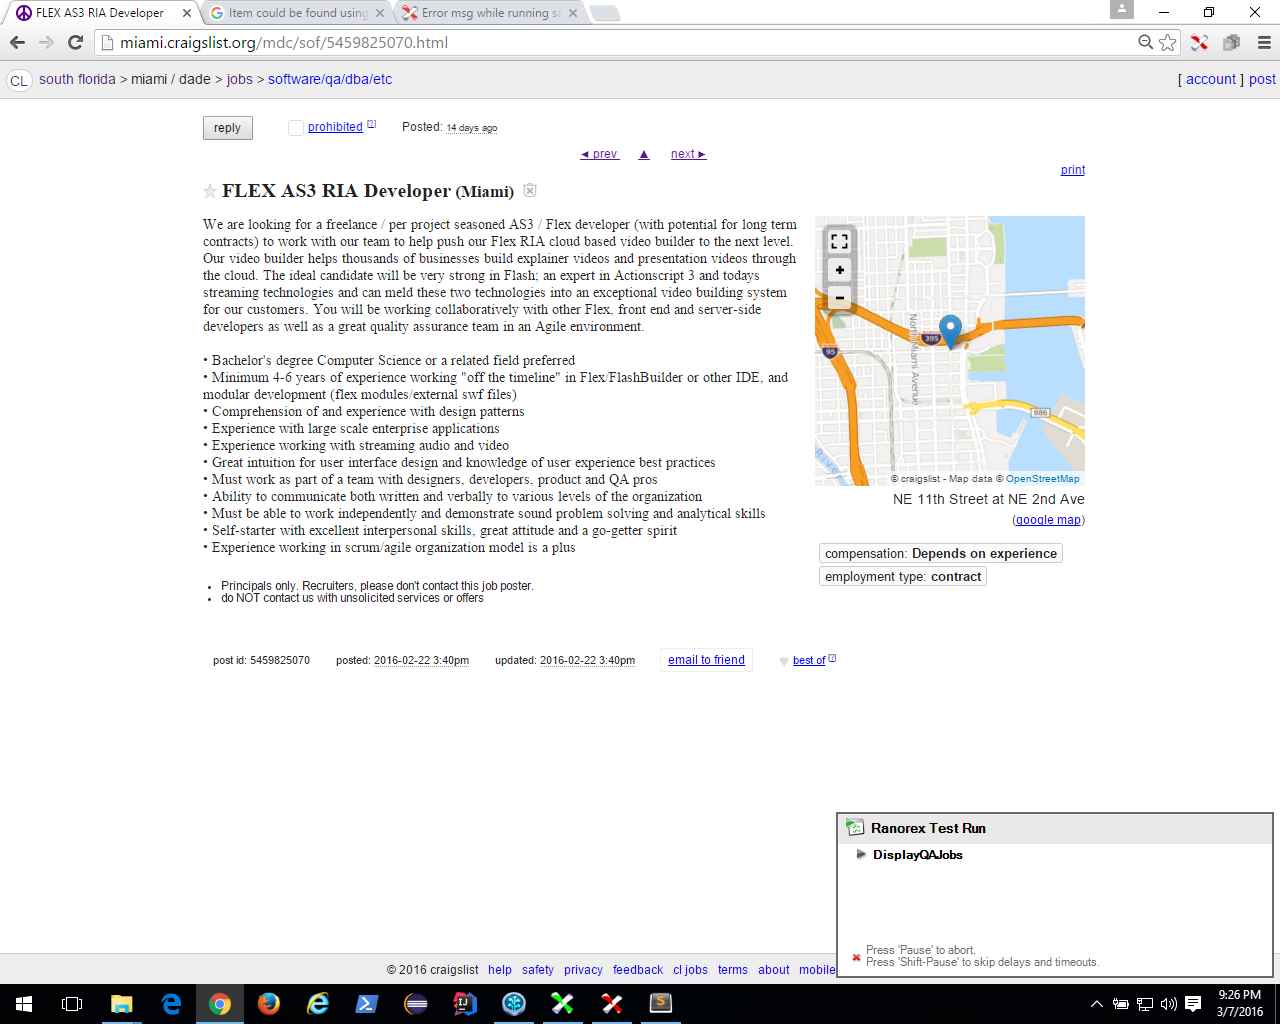 FLEX AS3 RIA Developer
Item could be found using
Error msg while running s
miami.craigslist.org/mdc/sof/5459825070.html
CL south florida > miami / dade > jobs > software/qa/dba/etc
[ account ] post
reply
prohibited [?]
Posted: 14 days ago
◄ prev ▲ next ►
print
FLEX AS3 RIA Developer (Miami)
We are looking for a freelance / per project seasoned AS3 / Flex developer (with potential for long term
contracts) to work with our team to help push our Flex RIA cloud based video builder to the next level.
Our video builder helps thousands of businesses build explainer videos and presentation videos through
the cloud. The ideal candidate will be very strong in Flash; an expert in Actionscript 3 and todays
streaming technologies and can meld these two technologies into an exceptional video building system
for our customers. You will be working collaboratively with other Flex, front end and server-side
developers as well as a great quality assurance team in an Agile environment.
• Bachelor's degree Computer Science or a related field preferred
• Minimum 4-6 years of experience working "off the timeline" in Flex/FlashBuilder or other IDE, and
modular development (flex modules/external swf files)
• Comprehension of and experience with design patterns
• Experience with large scale enterprise applications
• Experience working with streaming audio and video
• Great intuition for user interface design and knowledge of user experience best practices
• Must work as part of a team with designers, developers, product and QA pros
• Ability to communicate both written and verbally to various levels of the organization
• Must be able to work independently and demonstrate sound problem solving and analytical skills
• Self-starter with excellent interpersonal skills, great attitude and a go-getter spirit
• Experience working in scrum/agile organization model is a plus
• Principals only. Recruiters, please don't contact this job poster.
• do NOT contact us with unsolicited services or offers
+
−
North Miami Avenue
395
95
886
River
© craigslist - Map data © OpenStreetMap
NE 11th Street at NE 2nd Ave
(google map)
compensation: Depends on experience
employment type: contract
post id: 5459825070
posted: 2016-02-22 3:40pm
updated: 2016-02-22 3:40pm
email to friend
best of [?]
Ranorex Test Run
DisplayQAJobs
Press 'Pause' to abort.
Press 'Shift-Pause' to skip delays and timeouts.
© 2016 craigslist help safety privacy feedback cl jobs terms about mobile
IJ
S
9:26 PM
3/7/2016